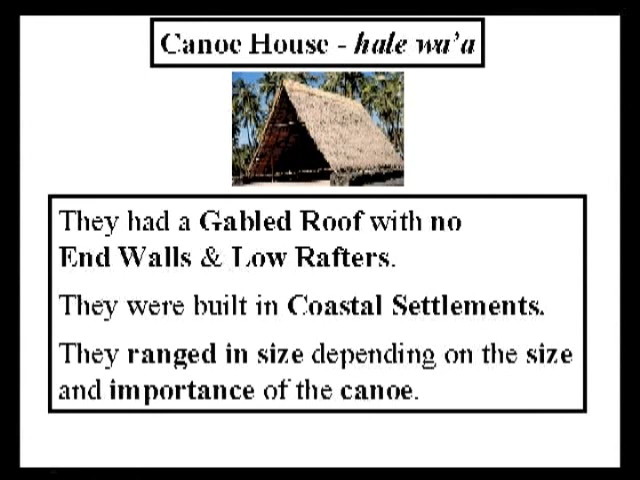 Canoe House - hale wa'a
They had a Gabled Roof with no
End Walls & Low Rafters.
They were built in Coastal Settlements.
They ranged in size depending on the size
and importance of the canoe.